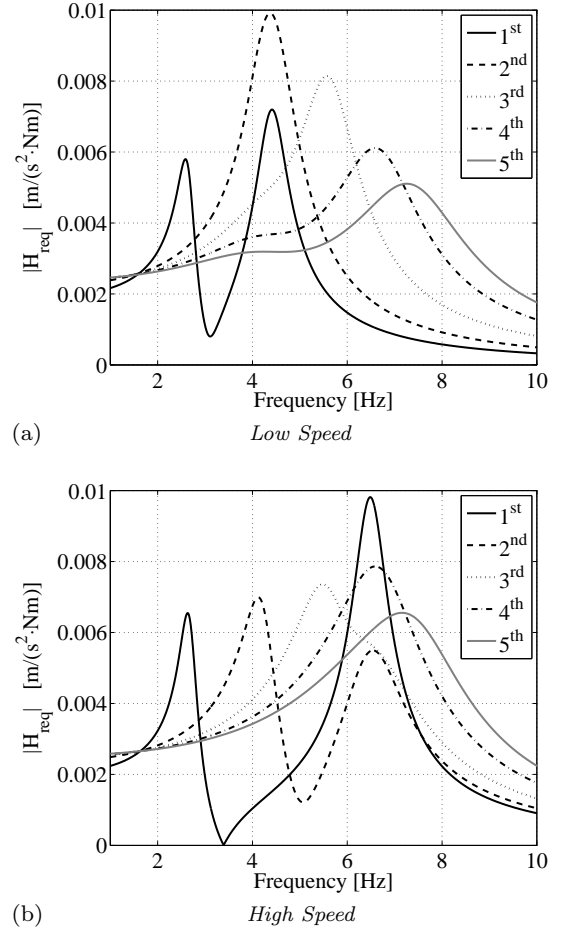 0.01
0.008
0.006
0.004
0.002
0
|H_req| [m/(s²·Nm)]
1st
2nd
3rd
4th
5th
2 4 6 8 10
Frequency [Hz]
(a) Low Speed
0.01
0.008
0.006
0.004
0.002
0
|H_req| [m/(s²·Nm)]
1st
2nd
3rd
4th
5th
2 4 6 8 10
Frequency [Hz]
(b) High Speed